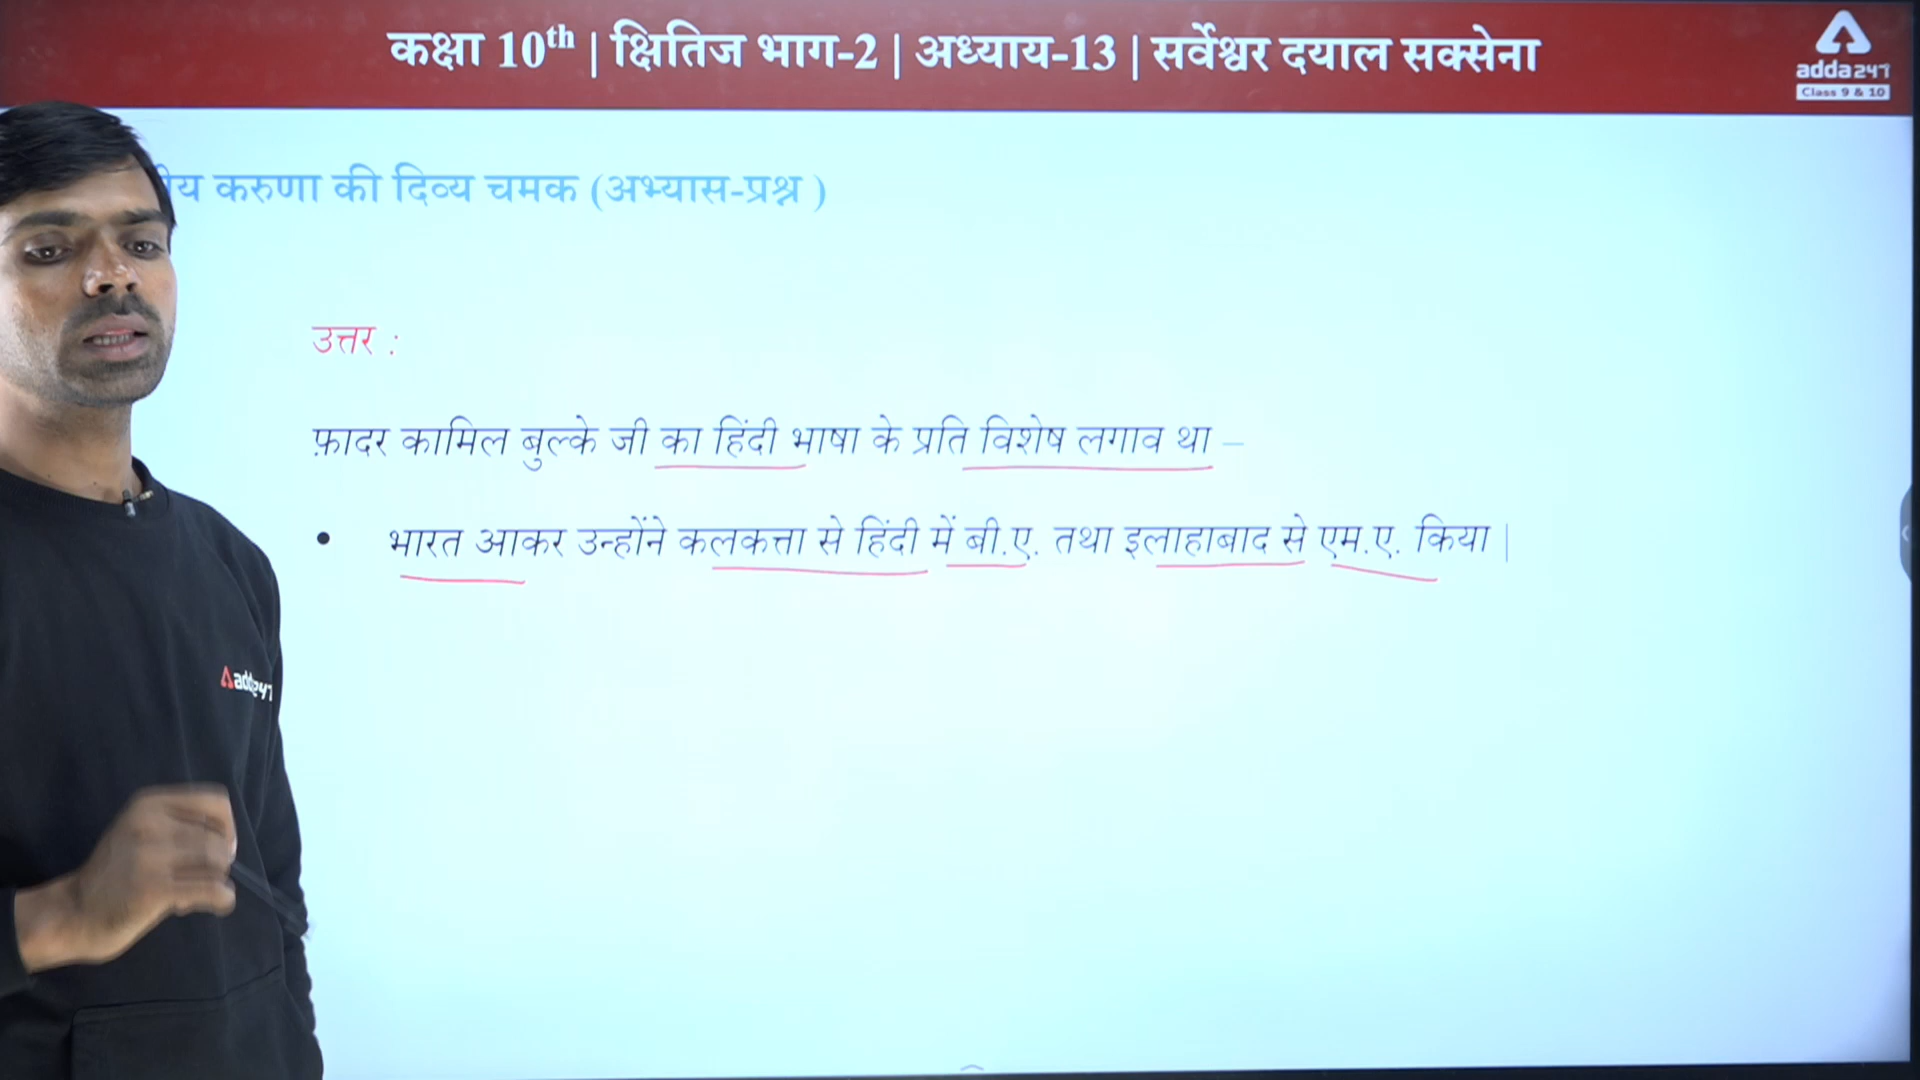 कक्षा 10th | क्षितिज भाग-2 | अध्याय-13 | सर्वेश्वर दयाल सक्सेना
adda247
Class 9 & 10
करुणा की दिव्य चमक (अभ्यास-प्रश्न )
उत्तर :
फ़ादर कामिल बुल्के जी का हिंदी भाषा के प्रति विशेष लगाव था –
• भारत आकर उन्होंने कलकत्ता से हिंदी में बी.ए. तथा इलाहाबाद से एम.ए. किया |
adda247